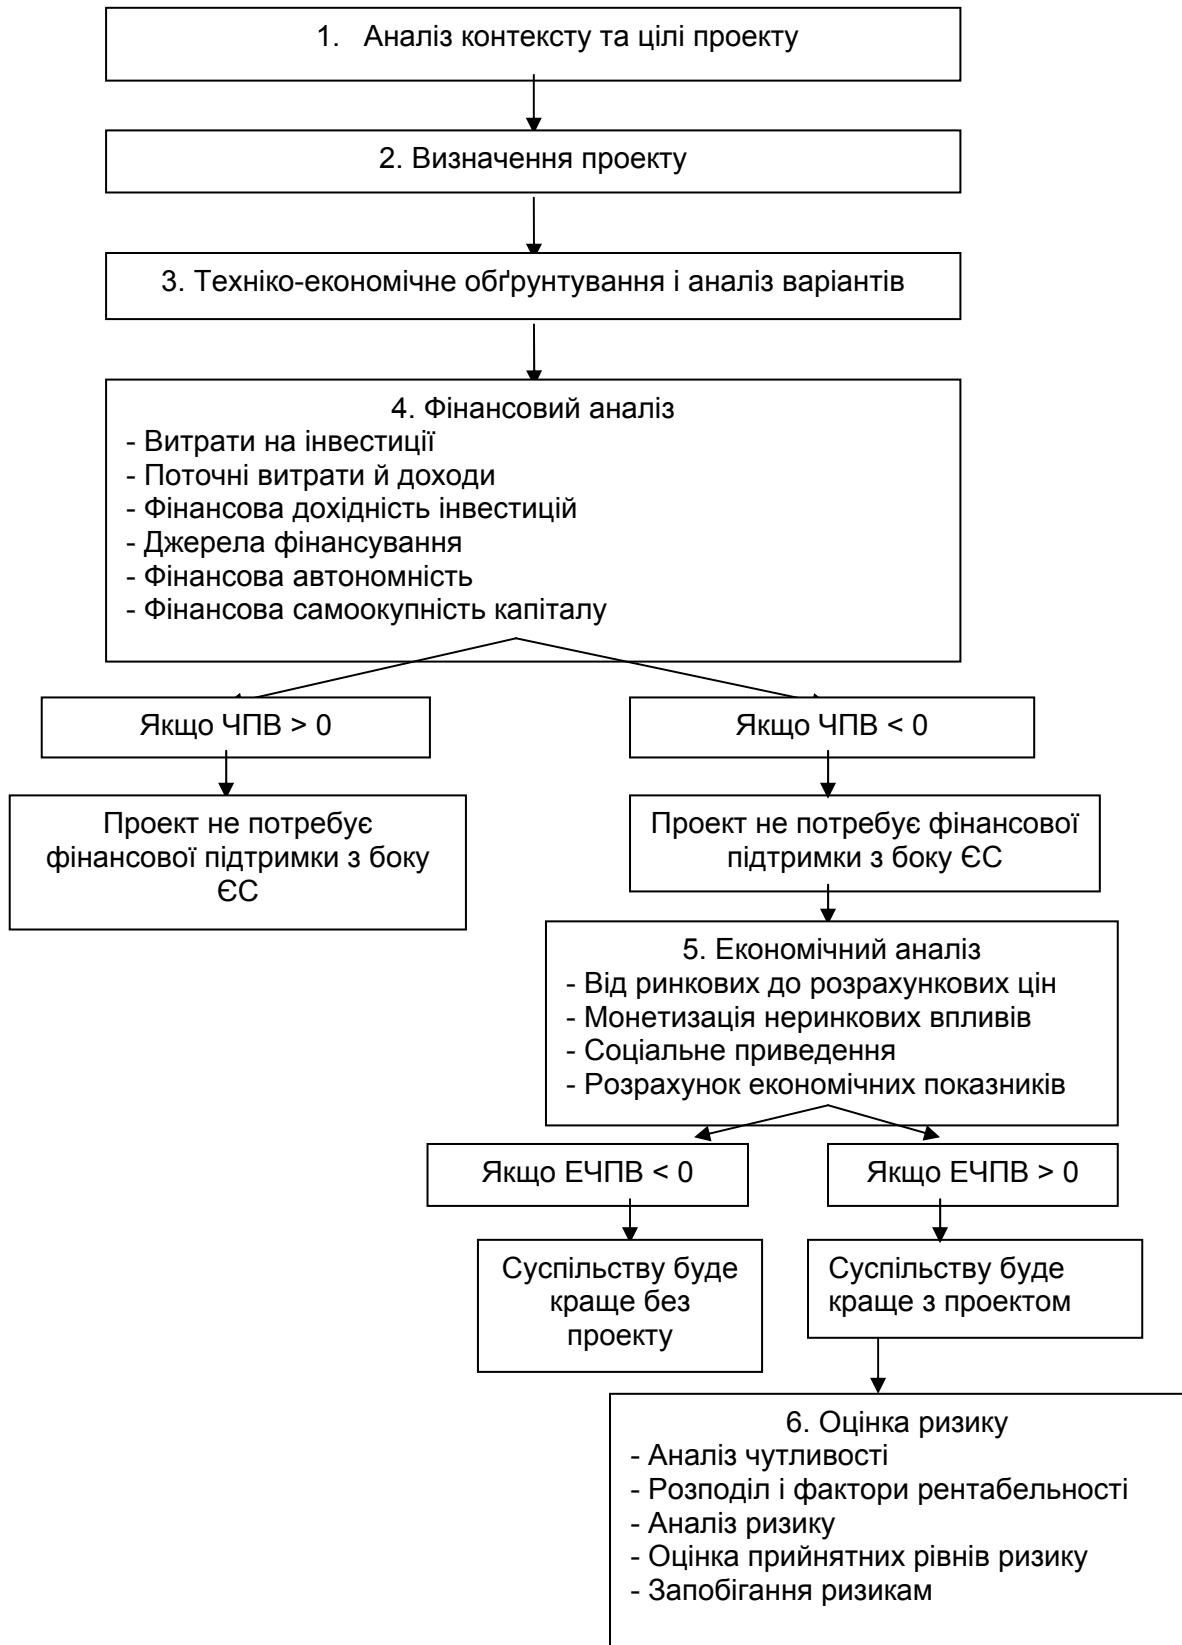 1. Аналіз контексту та цілі проекту
2. Визначення проекту
3. Техніко-економічне обґрунтування і аналіз варіантів
4. Фінансовий аналіз
- Витрати на інвестиції
- Поточні витрати й доходи
- Фінансова дохідність інвестицій
- Джерела фінансування
- Фінансова автономність
- Фінансова самоокупність капіталу
Якщо ЧПВ > 0
Якщо ЧПВ < 0
Проект не потребує
фінансової підтримки з боку
ЄС
Проект не потребує фінансової
підтримки з боку ЄС
5. Економічний аналіз
- Від ринкових до розрахункових цін
- Монетизація неринкових впливів
- Соціальне приведення
- Розрахунок економічних показників
Якщо ЕЧПВ < 0
Якщо ЕЧПВ > 0
Суспільству буде
краще без
проекту
Суспільству буде
краще з проектом
6. Оцінка ризику
- Аналіз чутливості
- Розподіл і фактори рентабельності
- Аналіз ризику
- Оцінка прийнятних рівнів ризику
- Запобігання ризикам